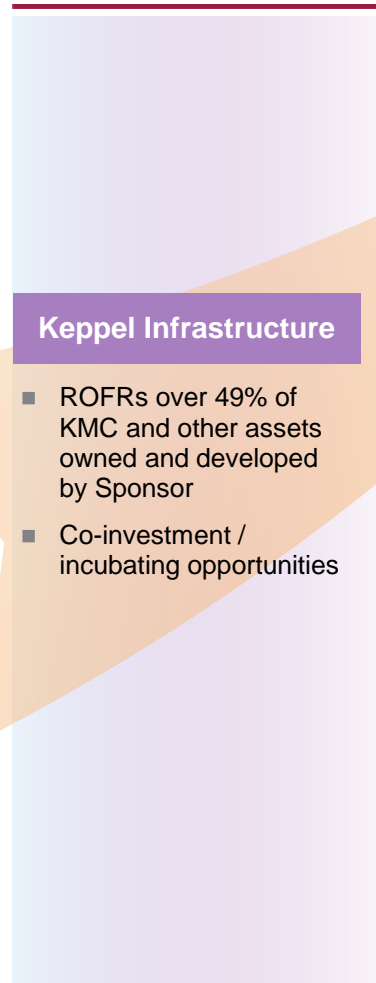 Keppel Infrastructure
■ ROFRs over 49% of
KMC and other assets
owned and developed
by Sponsor
■ Co-investment /
incubating opportunities